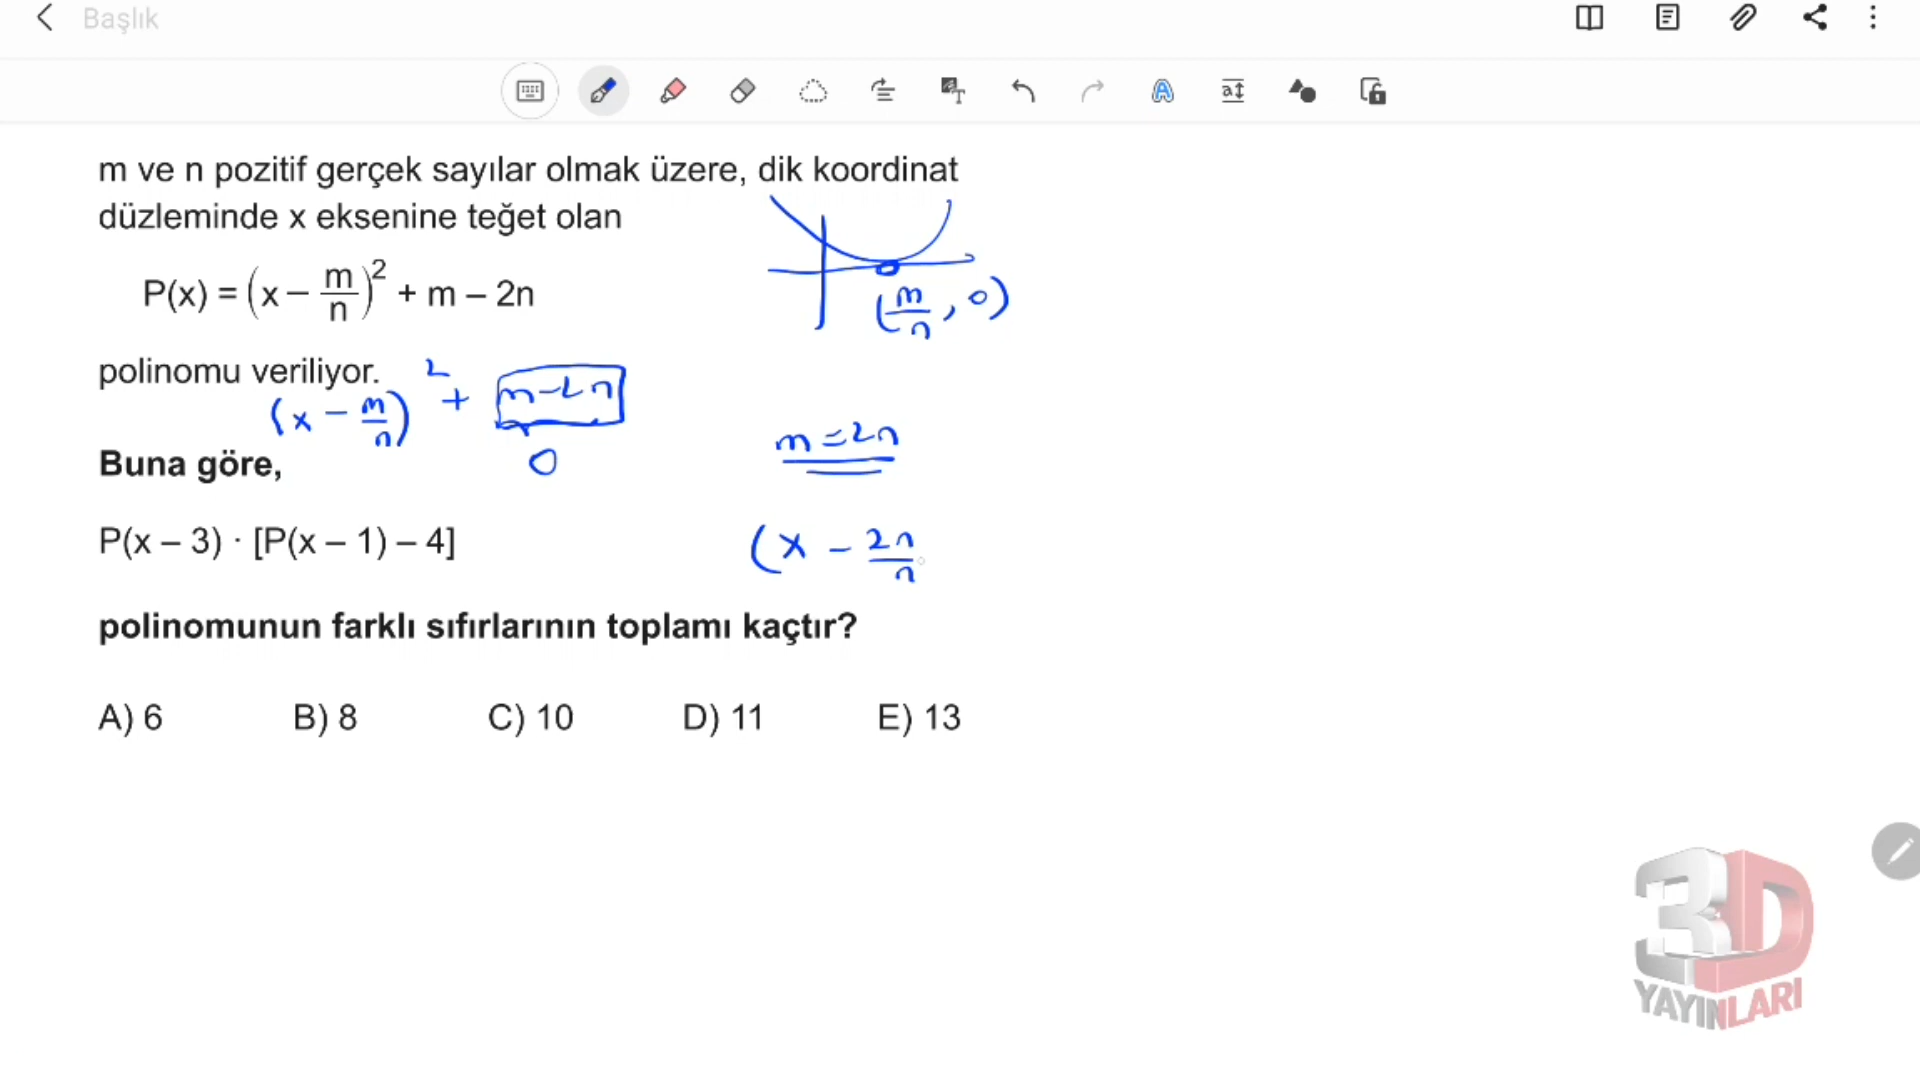 Başlık
m ve n pozitif gerçek sayılar olmak üzere, dik koordinat
düzleminde x eksenine teğet olan
P(x) = (x – m/n)² + m – 2n
(m/n, 0)
polinomu veriliyor.
(x – m/n)² + m – 2n
0
m = 2n
Buna göre,
P(x – 3) · [P(x – 1) – 4]
(x – 2n/n
polinomunun farklı sıfırlarının toplamı kaçtır?
A) 6 B) 8 C) 10 D) 11 E) 13
3D
YAYINLARI